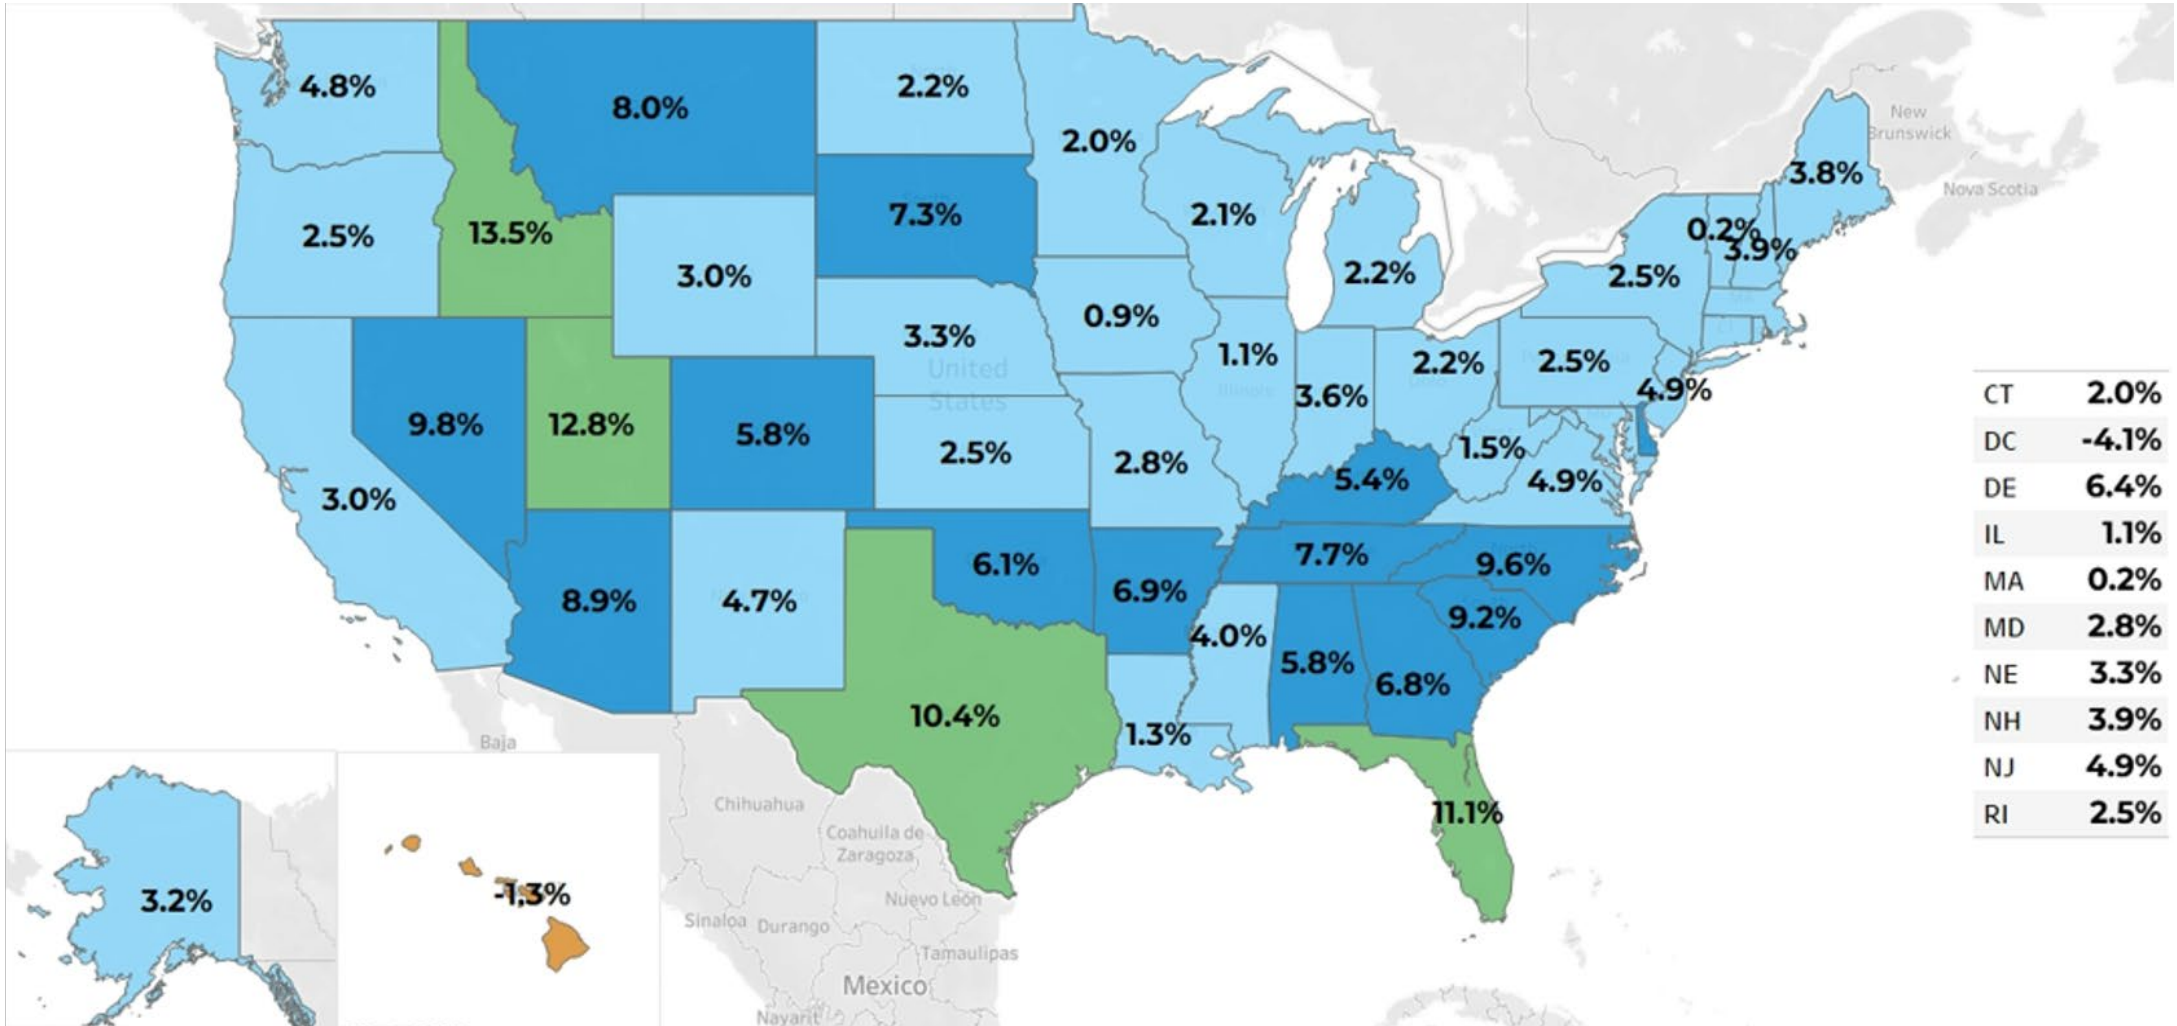 4.8%
8.0%
2.2%
2.0%
New
Brunswick
3.8%
Nova Scotia
2.5%
13.5%
3.0%
7.3%
2.1%
2.2%
0.2%
3.9%
2.5%
3.3%
United
States
0.9%
1.1%
Illinois
3.6%
2.2%
Ohio
2.5%
4.9%
MA
CT
3.0%
9.8%
12.8%
5.8%
2.5%
2.8%
5.4%
1.5%
4.9%
8.9%
4.7%
6.1%
6.9%
7.7%
9.6%
9.2%
4.0%
5.8%
6.8%
10.4%
1.3%
11.1%
Baja
Chihuahua
Coahuila de
Zaragoza
Nuevo León
Sinaloa
Durango
Tamaulipas
Mexico
Nayarit
3.2%
-1.3%
CT 2.0%
DC -4.1%
DE 6.4%
IL 1.1%
MA 0.2%
MD 2.8%
NE 3.3%
NH 3.9%
NJ 4.9%
RI 2.5%